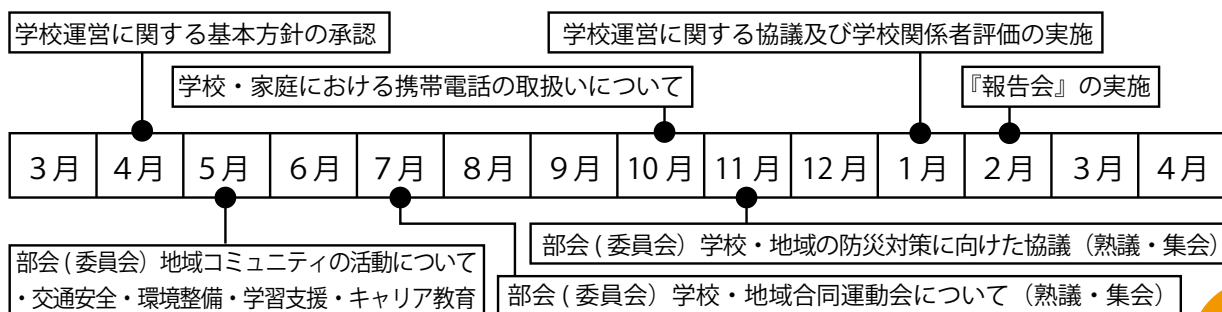 学校運営に関する基本方針の承認
学校運営に関する協議及び学校関係者評価の実施
学校・家庭における携帯電話の取扱いについて
『報告会』の実施
3月 4月 5月 6月 7月 8月 9月 10月 11月 12月 1月 2月 3月 4月
部会(委員会)学校・地域の防災対策に向けた協議(熟議・集会)
部会(委員会)地域コミュニティの活動について
・交通安全・環境整備・学習支援・キャリア教育
部会(委員会)学校・地域合同運動会について(熟議・集会)